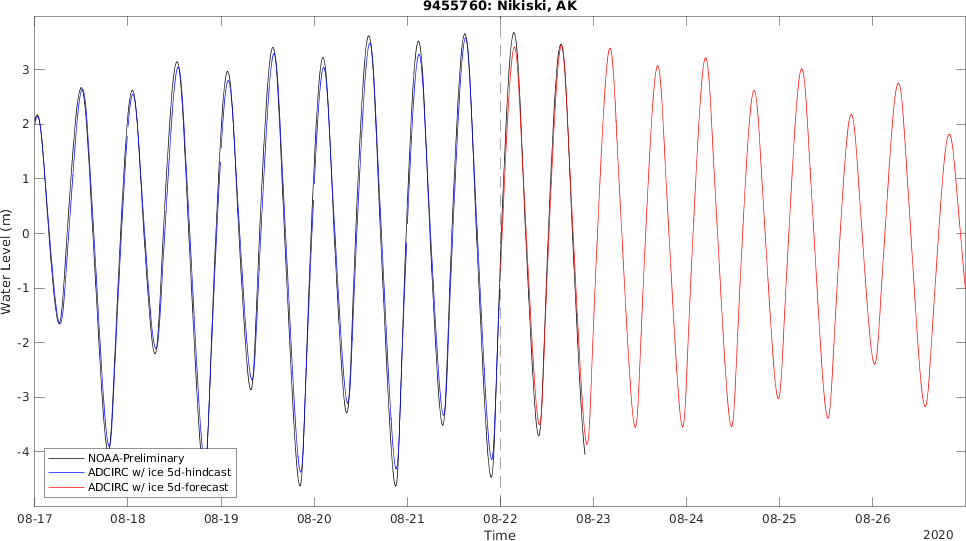 9455760: Nikiski, AK
Water Level (m)
3
2
1
0
-1
-2
-3
-4
NOAA-Preliminary
ADCIRC w/ ice 5d-hindcast
ADCIRC w/ ice 5d-forecast
08-17 08-18 08-19 08-20 08-21 08-22 08-23 08-24 08-25 08-26
Time
2020